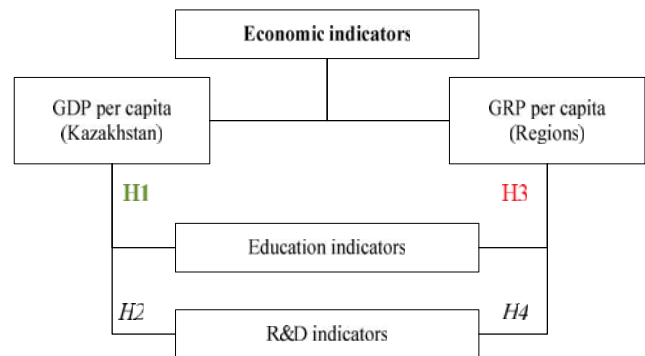 Economic indicators
GDP per capita
(Kazakhstan)
GRP per capita
(Regions)
H1
H3
Education indicators
H2
H4
R&D indicators